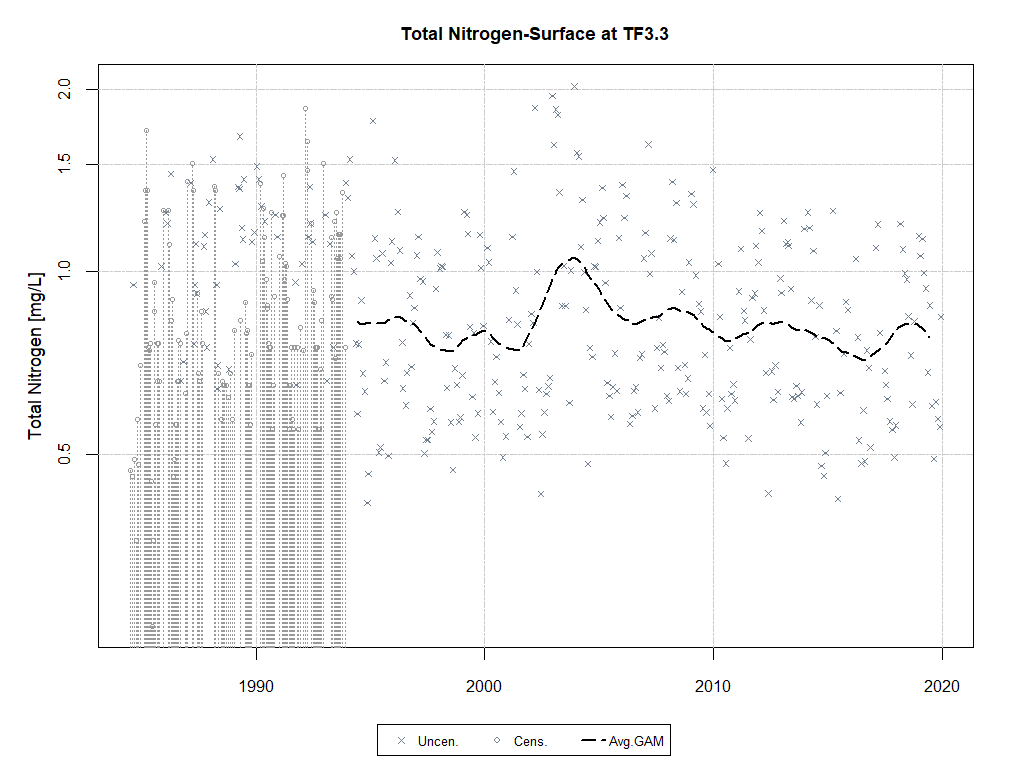 Total Nitrogen-Surface at TF3.3
Total Nitrogen [mg/L]
2.0
1.5
1.0
0.5
1990 2000 2010 2020
Uncen. Cens. Avg.GAM